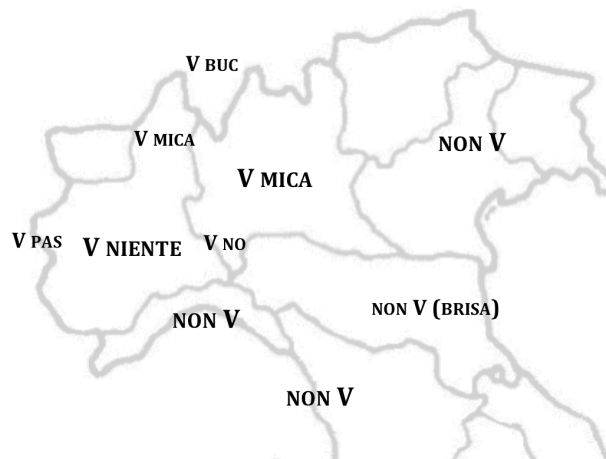 V BUC
V MICA
NON V
V MICA
V PAS
V NIENTE
V NO
NON V (BRISA)
NON V
NON V